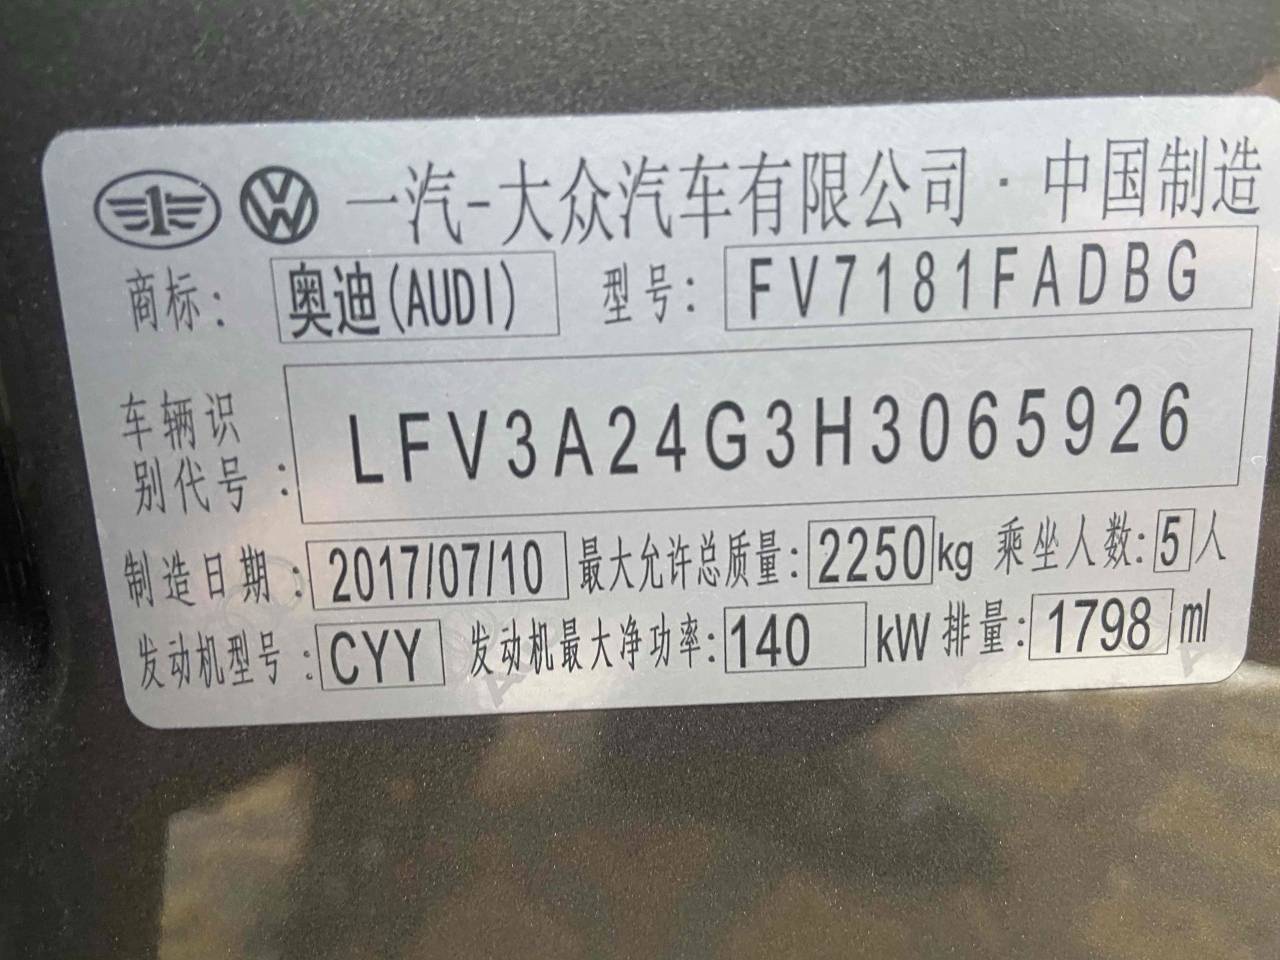 一汽-大众汽车有限公司·中国制造
商标: 奥迪(AUDI) 型号: FV7181FADBG
车辆识
别代号: LFV3A24G3H3065926
制造日期: 2017/07/10 最大允许总质量: 2250kg 乘坐人数: 5人
发动机型号: CYY 发动机最大净功率: 140 kW 排量: 1798 ml